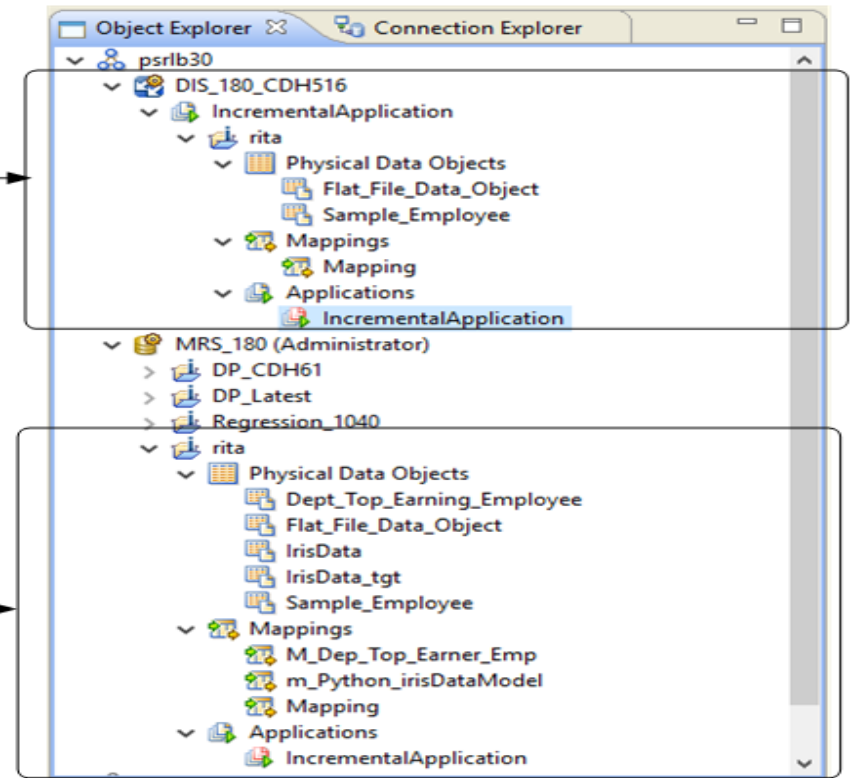 Object Explorer Connection Explorer
psrlb30
DIS_180_CDH516
IncrementalApplication
rita
Physical Data Objects
Flat_File_Data_Object
Sample_Employee
Mappings
Mapping
Applications
IncrementalApplication
MRS_180 (Administrator)
DP_CDH61
DP_Latest
Regression_1040
rita
Physical Data Objects
Dept_Top_Earning_Employee
Flat_File_Data_Object
IrisData
IrisData_tgt
Sample_Employee
Mappings
M_Dep_Top_Earner_Emp
m_Python_irisDataModel
Mapping
Applications
IncrementalApplication